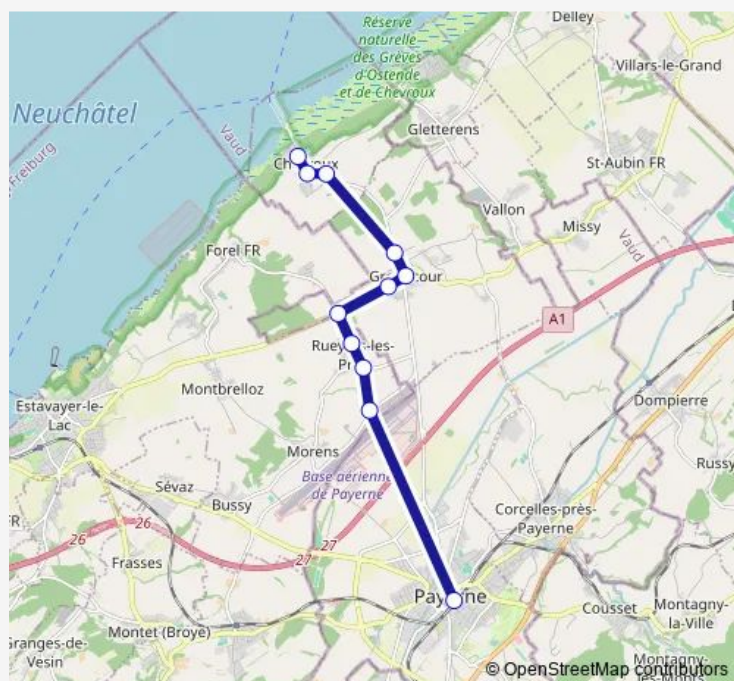 Réserve
naturelle
des Grèves
d'Ostende
et de Chevroux
Delley
Villars-le-Grand
Neuchâtel
Gletterens
Vaud
St-Aubin FR
Vallon
Missy
Vaud
Forel FR
A1
Montbrelloz
Dompierre
Estavayer-le-
Lac
Morens
Russy
Base aérienne
de Payerne
Sévaz
Bussy
Corcelles-près-
Payerne
26
26
27
27
Frasses
Cousset
Montagny-
la-Ville
Montet (Broye)
Granges-de-
Vesin
© OpenStreetMap contributors